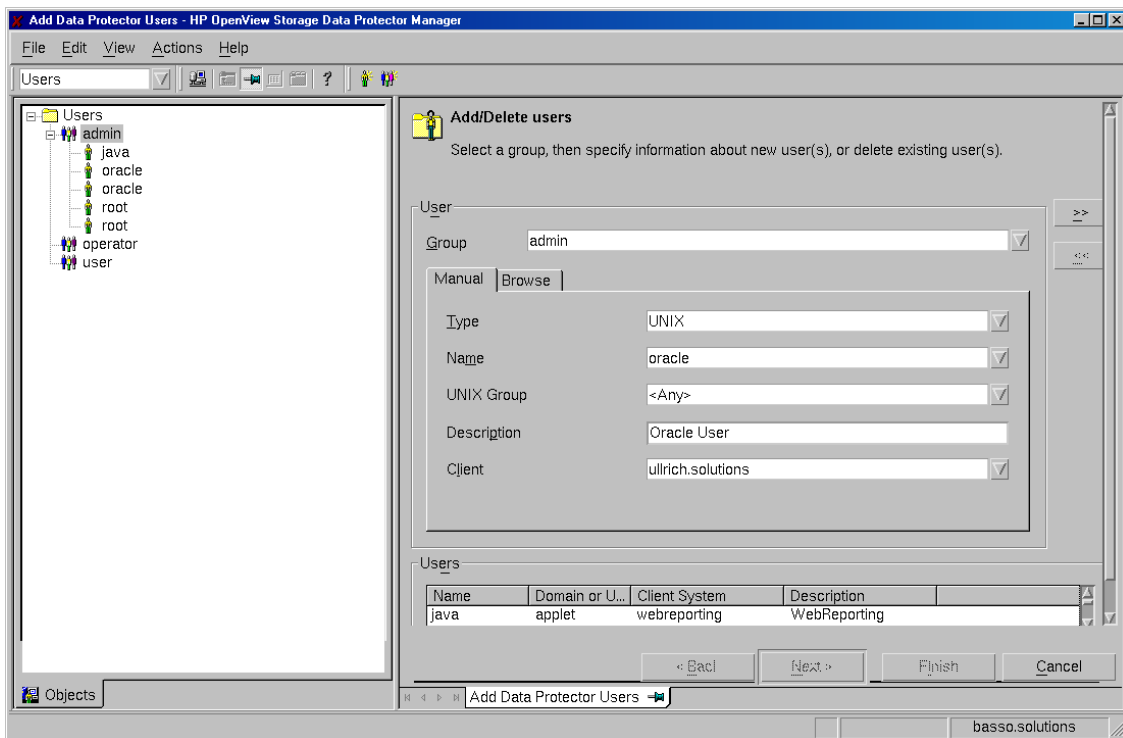 Add Data Protector Users - HP OpenView Storage Data Protector Manager
File Edit View Actions Help
Users
Users
admin
java
oracle
oracle
root
root
operator
user
Objects
Add/Delete users
Select a group, then specify information about new user(s), or delete existing user(s).
User
Group admin
Manual Browse
Type UNIX
Name oracle
UNIX Group <Any>
Description Oracle User
Client ullrich.solutions
>>
<<
Users
Name Domain or U... Client System Description
java applet webreporting WebReporting
< Bacl Next > Finish Cancel
Add Data Protector Users
basso.solutions